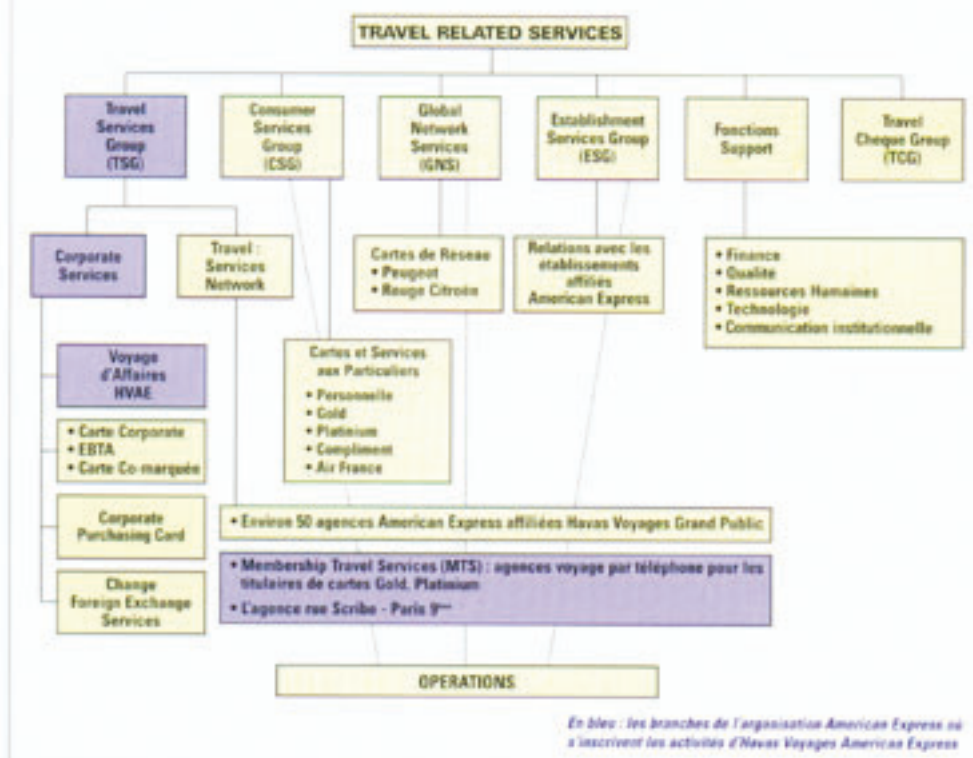 TRAVEL RELATED SERVICES
Travel
Services
Group
(TSG)
Consumer
Services
Group
(CSG)
Global
Network
Services
(GNS)
Establishment
Services Group
(ESG)
Fonctions
Support
Travel
Cheque Group
(TCG)
Corporate
Services
Travel :
Services
Network
Cartes de Réseau
• Peugeot
• Rouge Citroën
Relations avec les
établissements
affiliés
American Express
• Finance
• Qualité
• Ressources Humaines
• Technologie
• Communication institutionnelle
Voyage
d'Affaires
HVAE
Cartes et Services
aux Particuliers
• Personnelle
• Gold
• Platinium
• Compliment
• Air France
• Carte Corporate
• EBTA
• Carte Co-marquée
Corporate
Purchasing Card
Change
Foreign Exchange
Services
• Environ 50 agences American Express affiliées Havas Voyages Grand Public
• Membership Travel Services (MTS) : agences voyage par téléphone pour les
titulaires de cartes Gold, Platinium
• L'agence rue Scribe - Paris 9ème
OPERATIONS
En bleu : les branches de l'organisation American Express où
s'inscrivent les activités d'Havas Voyages American Express